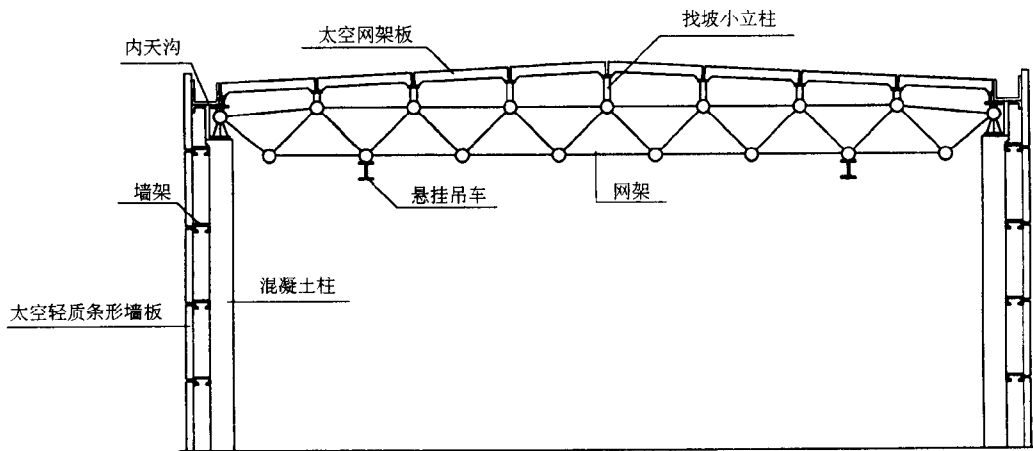 找坡小立柱
太空网架板
内天沟
墙架
悬挂吊车
网架
混凝土柱
太空轻质条形墙板